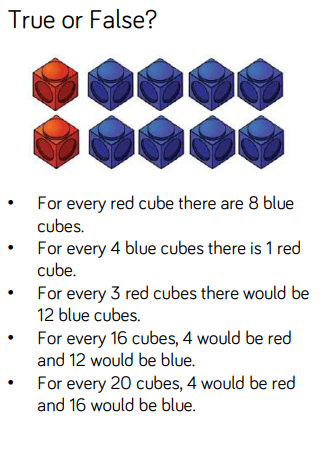 True or False?
• For every red cube there are 8 blue
cubes.
• For every 4 blue cubes there is 1 red
cube.
• For every 3 red cubes there would be
12 blue cubes.
• For every 16 cubes, 4 would be red
and 12 would be blue.
• For every 20 cubes, 4 would be red
and 16 would be blue.